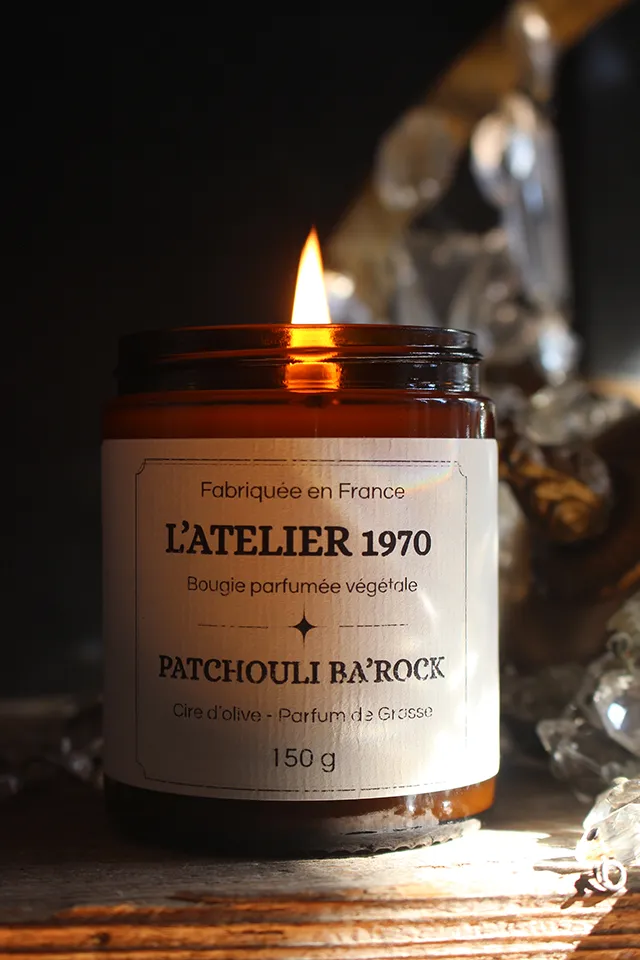 Fabriquée en France
L'ATELIER 1970
Bougie parfumée végétale
PATCHOULI BA'ROCK
Cire d'olive - Parfum de Grasse
150 g